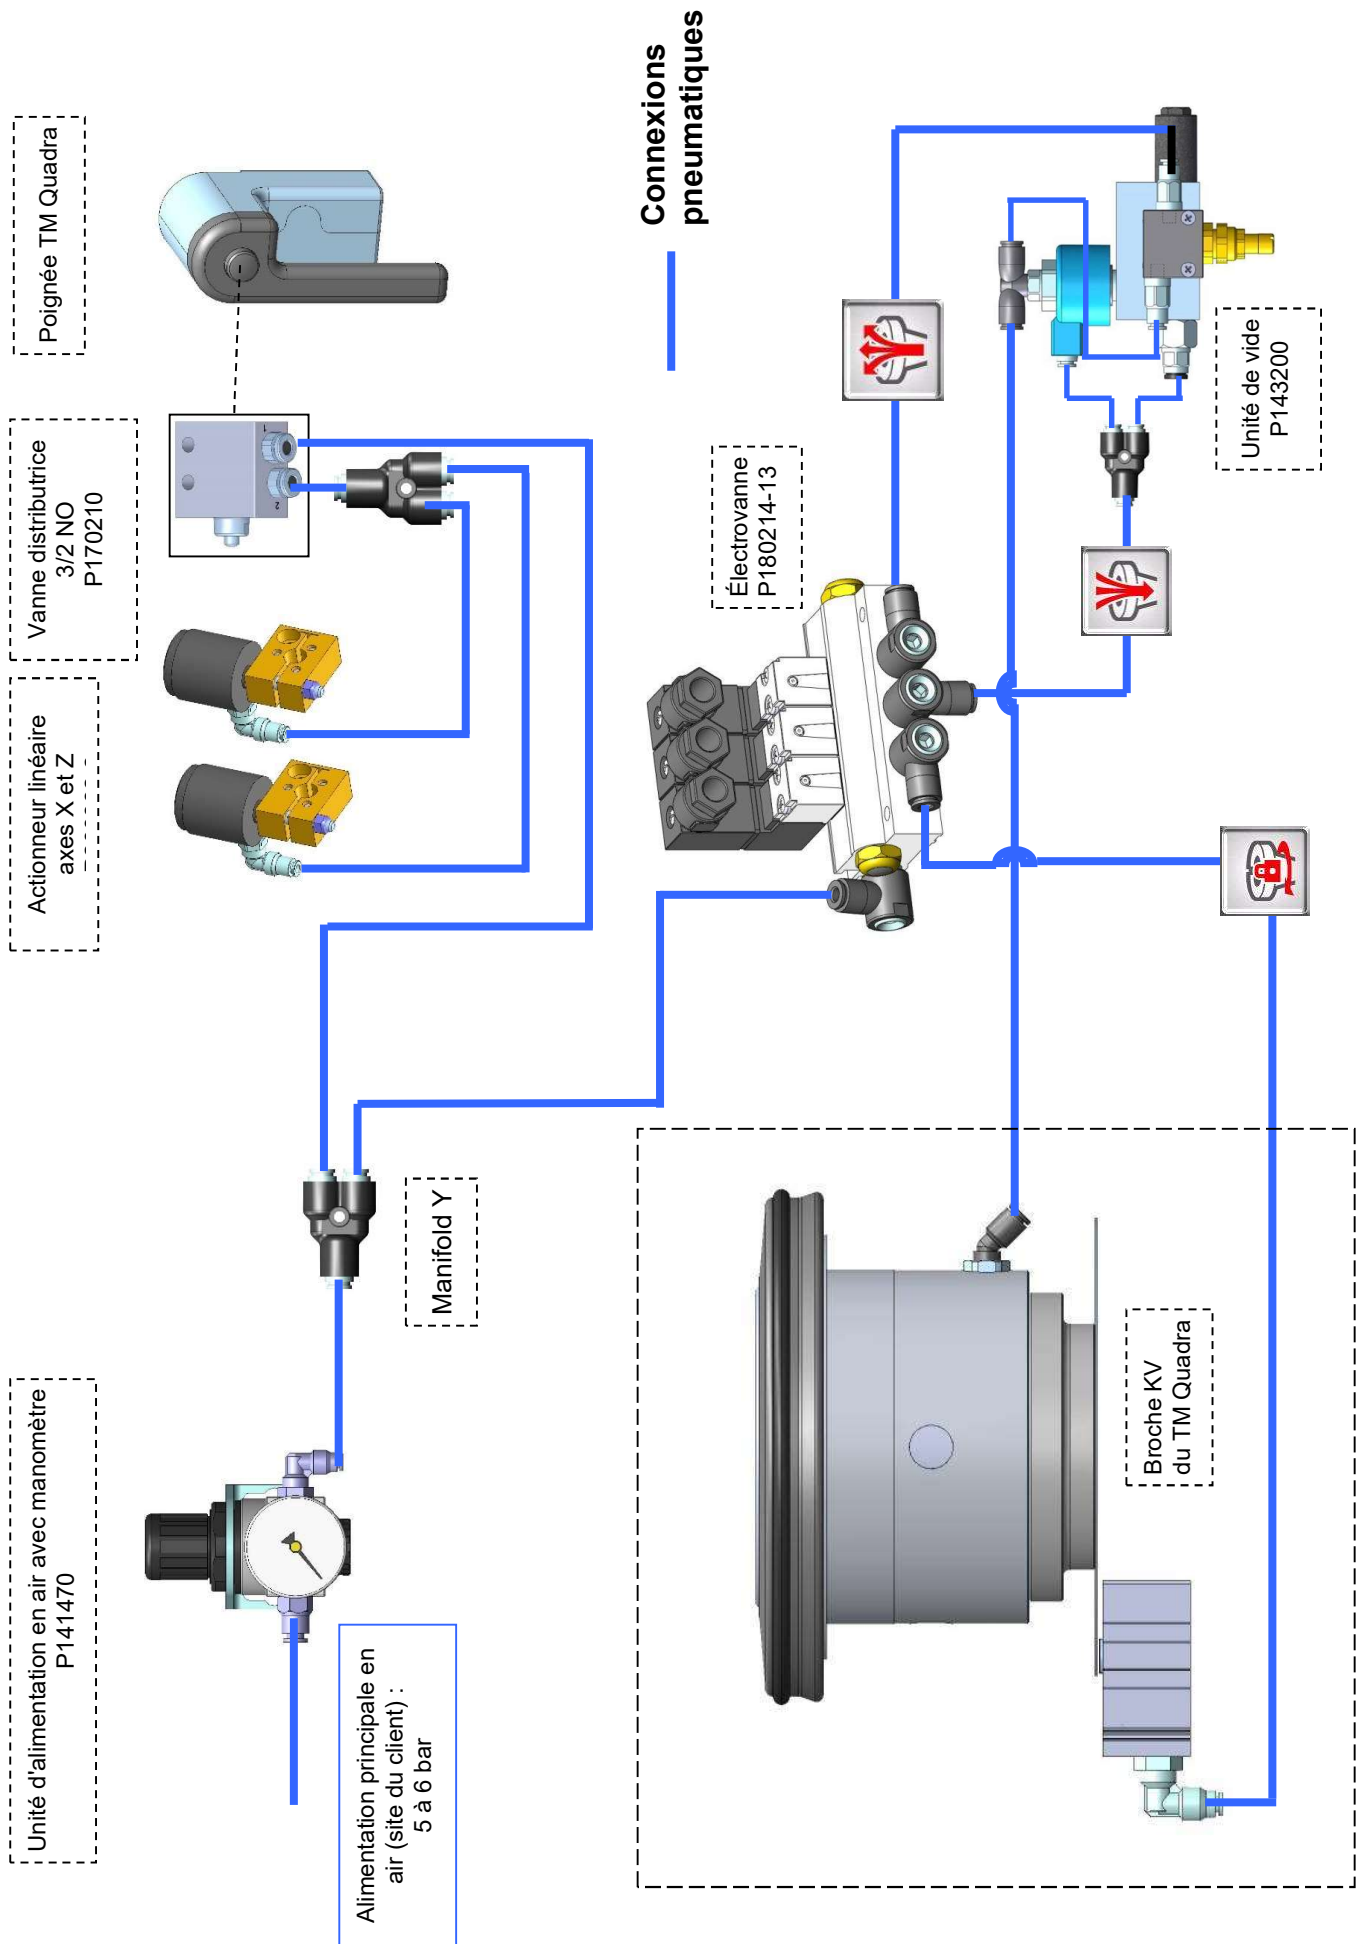 Unité d'alimentation en air avec manomètre
P141470
Actionneur linéaire
axes X et Z
Vanne distributrice
3/2 NO
P170210
Poignée TM Quadra
1
2
Alimentation principale en
air (site du client) :
5 à 6 bar
Manifold Y
Connexions
pneumatiques
Électrovanne
P180214-13
Broche KV
du TM Quadra
Unité de vide
P143200